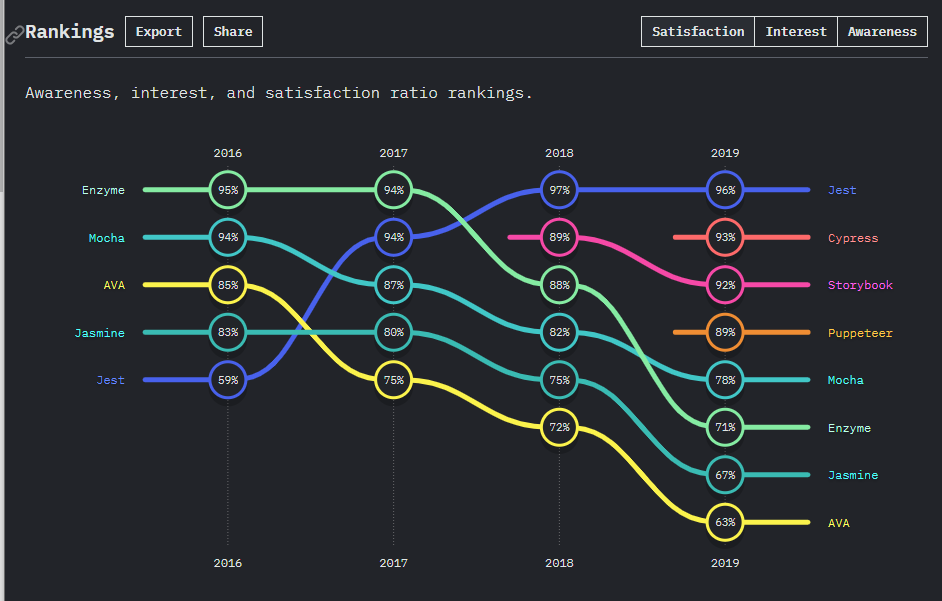 Rankings Export Share Satisfaction Interest Awareness
Awareness, interest, and satisfaction ratio rankings.
2016 2017 2018 2019
Enzyme 95% 94% 97% 96% Jest
Mocha 94% 94% 89% 93% Cypress
AVA 85% 87% 88% 92% Storybook
Jasmine 83% 80% 82% 89% Puppeteer
Jest 59% 75% 75% 78% Mocha
72% 71% Enzyme
67% Jasmine
63% AVA
2016 2017 2018 2019